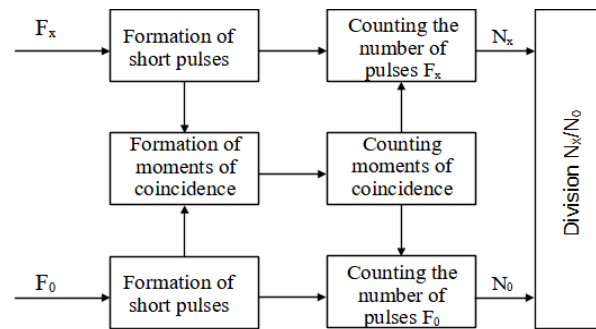 Fₓ
Formation of
short pulses
Counting the
number of
pulses Fₓ
Nₓ
Formation of
moments of
coincidence
Counting
moments of
coincidence
Division Nₓ/N₀
F₀
Formation of
short pulses
Counting the
number of
pulses F₀
N₀